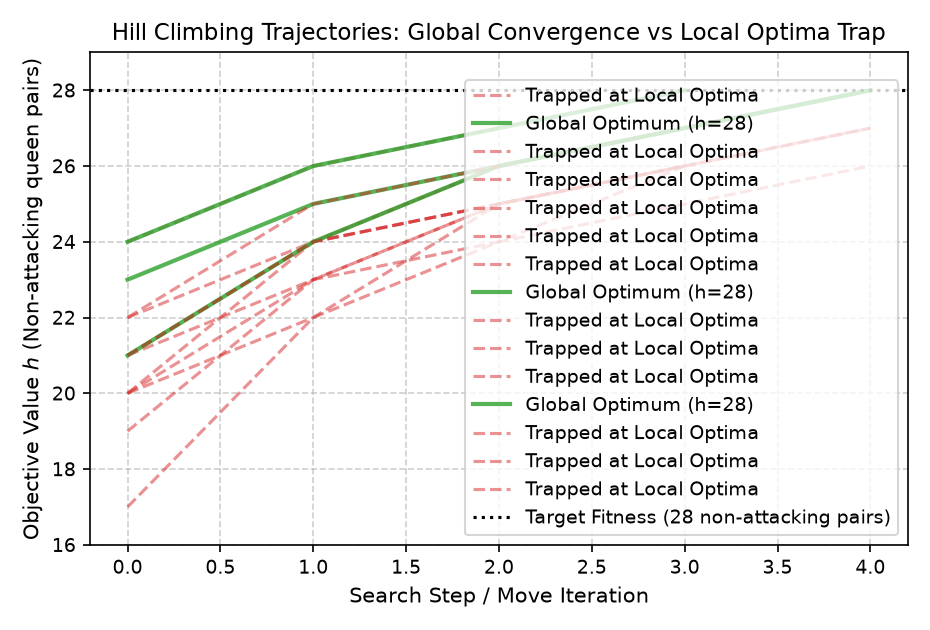 Hill Climbing Trajectories: Global Convergence vs Local Optima Trap
Objective Value h (Non-attacking queen pairs)
28
26
24
22
20
18
16
Trapped at Local Optima
Global Optimum (h=28)
Trapped at Local Optima
Trapped at Local Optima
Trapped at Local Optima
Trapped at Local Optima
Trapped at Local Optima
Global Optimum (h=28)
Trapped at Local Optima
Trapped at Local Optima
Trapped at Local Optima
Global Optimum (h=28)
Trapped at Local Optima
Trapped at Local Optima
Trapped at Local Optima
Target Fitness (28 non-attacking pairs)
0.0 0.5 1.0 1.5 2.0 2.5 3.0 3.5 4.0
Search Step / Move Iteration